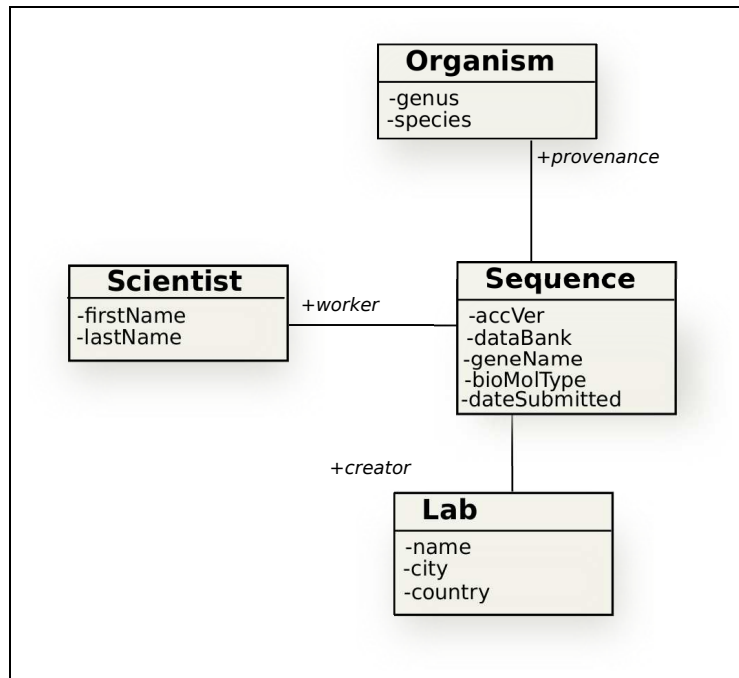 Organism
-genus
-species
+provenance
Scientist
-firstName
-lastName
+worker
Sequence
-accVer
-dataBank
-geneName
-bioMolType
-dateSubmitted
+creator
Lab
-name
-city
-country